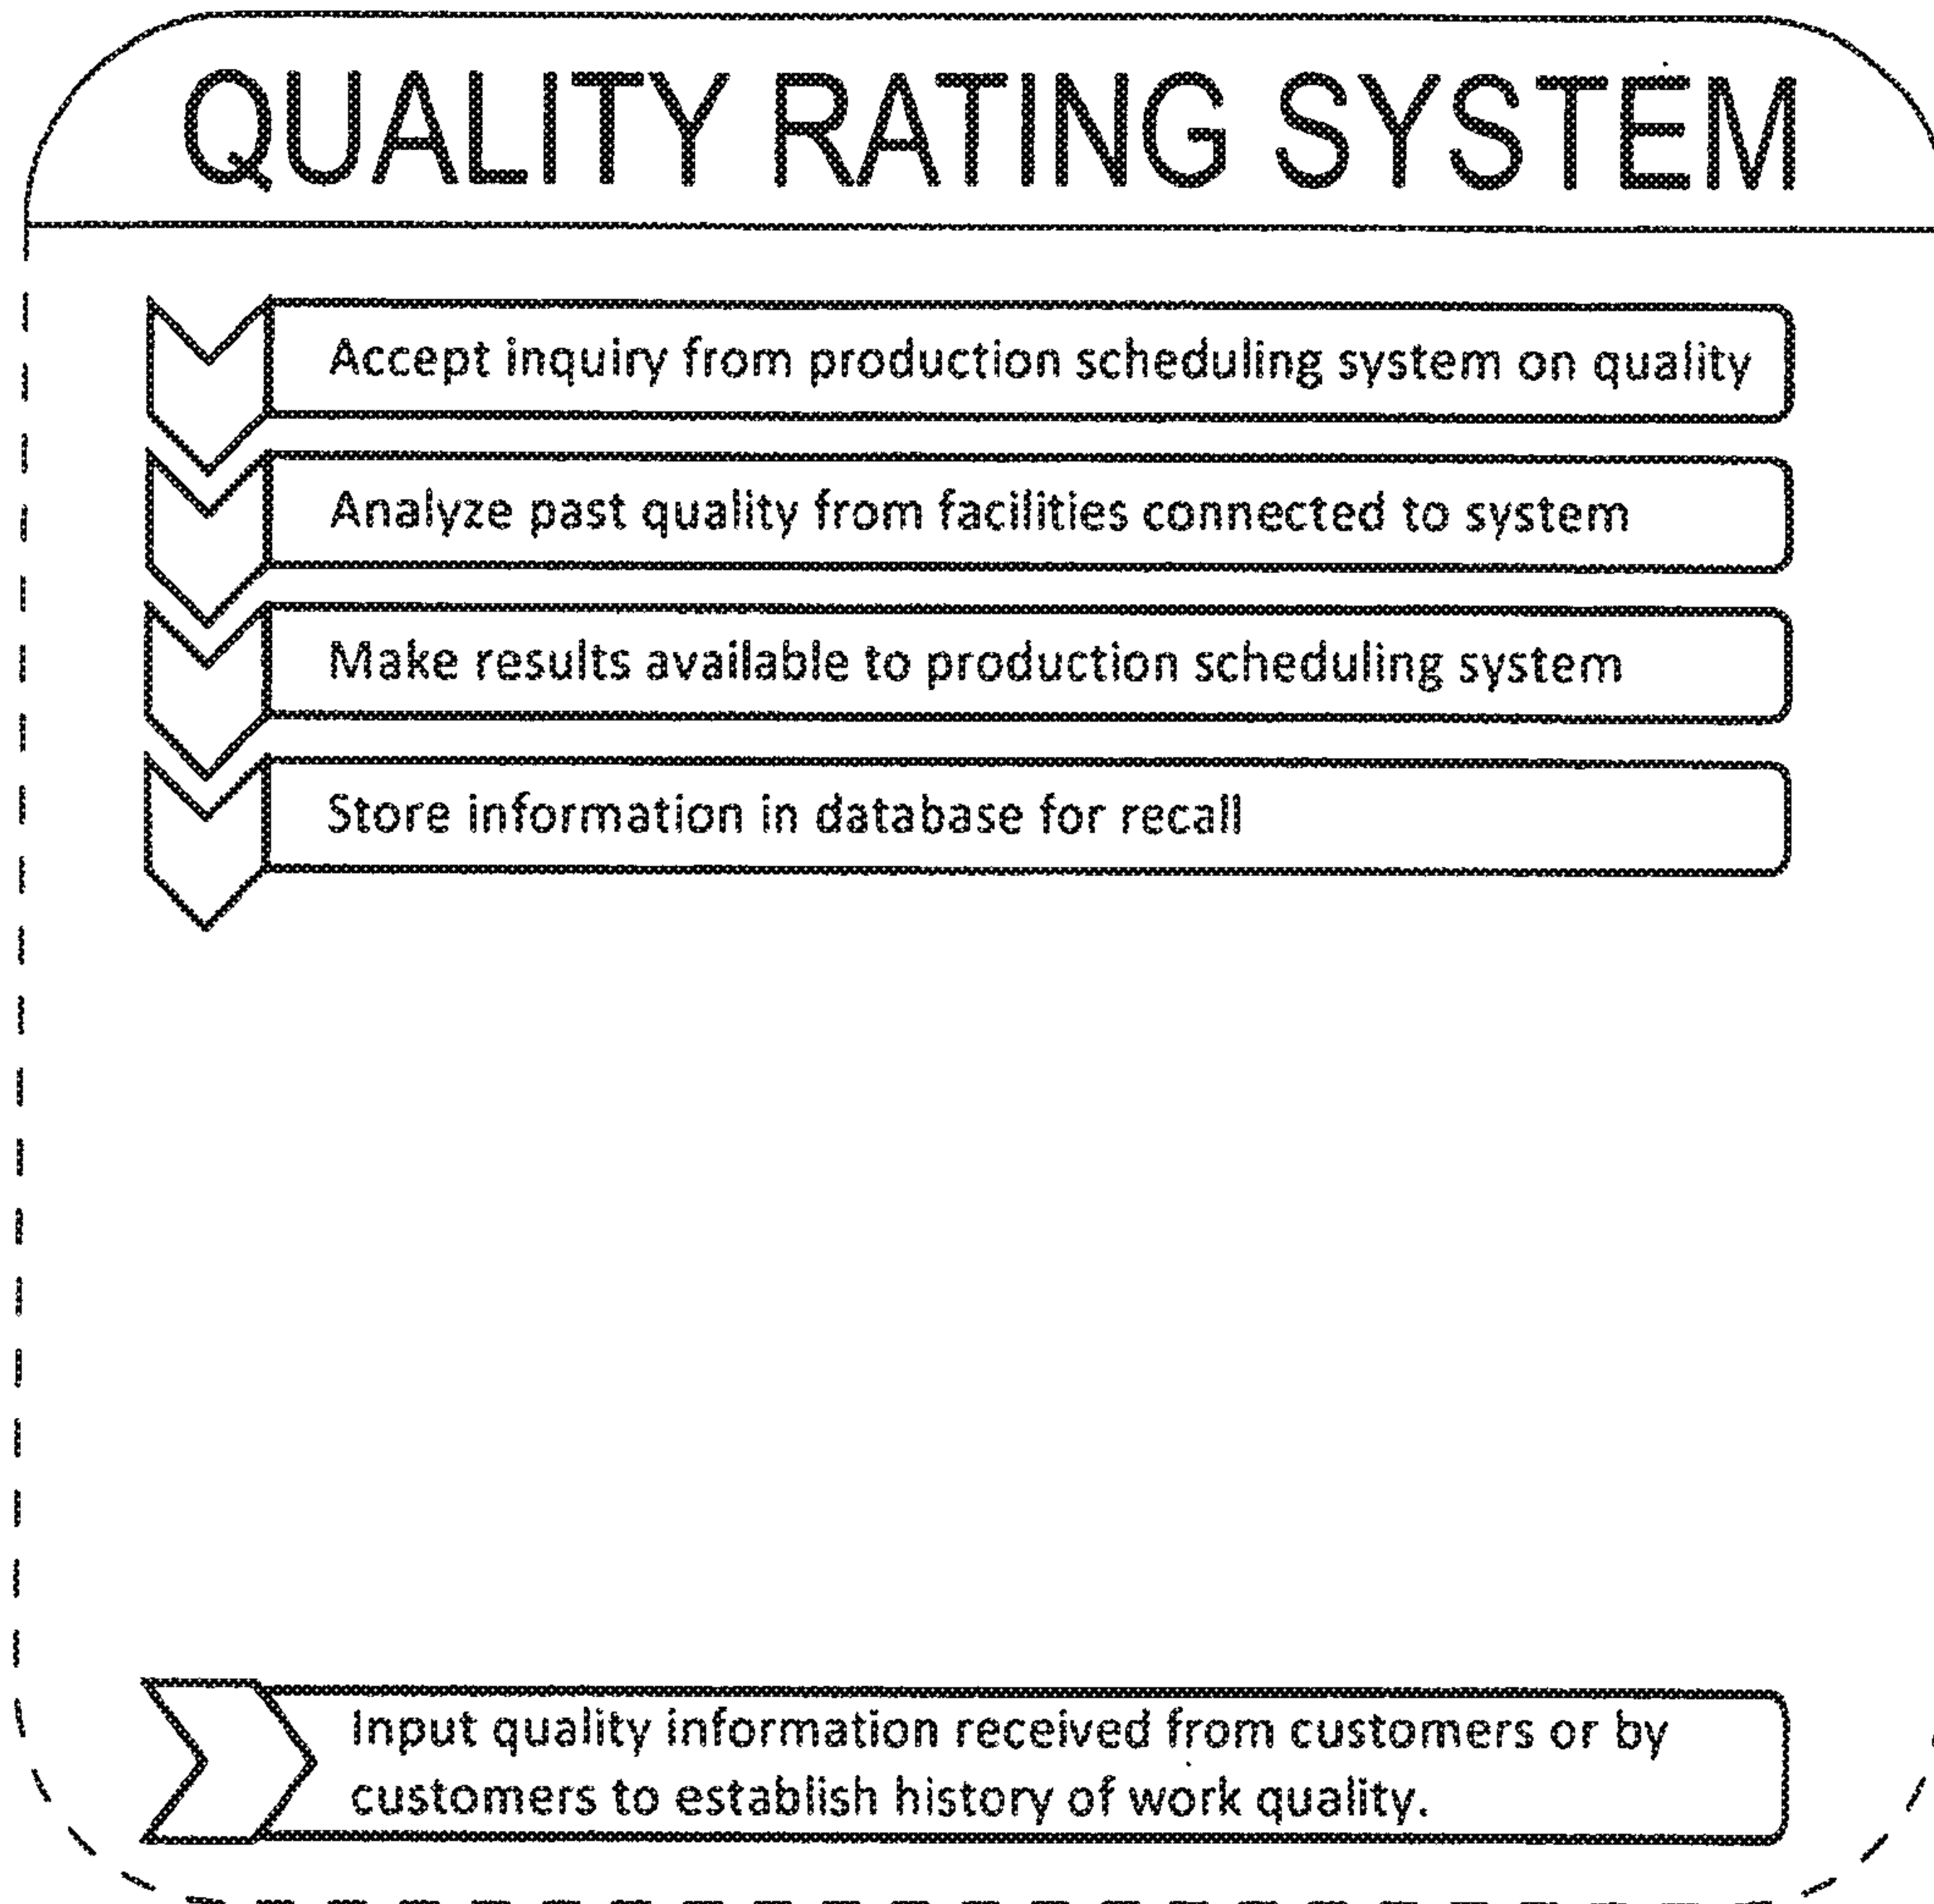 QUALITY RATING SYSTEM
Accept inquiry from production scheduling system on quality
Analyze past quality from facilities connected to system
Make results available to production scheduling system
Store information in database for recall
Input quality information received from customers or by
customers to establish history of work quality.